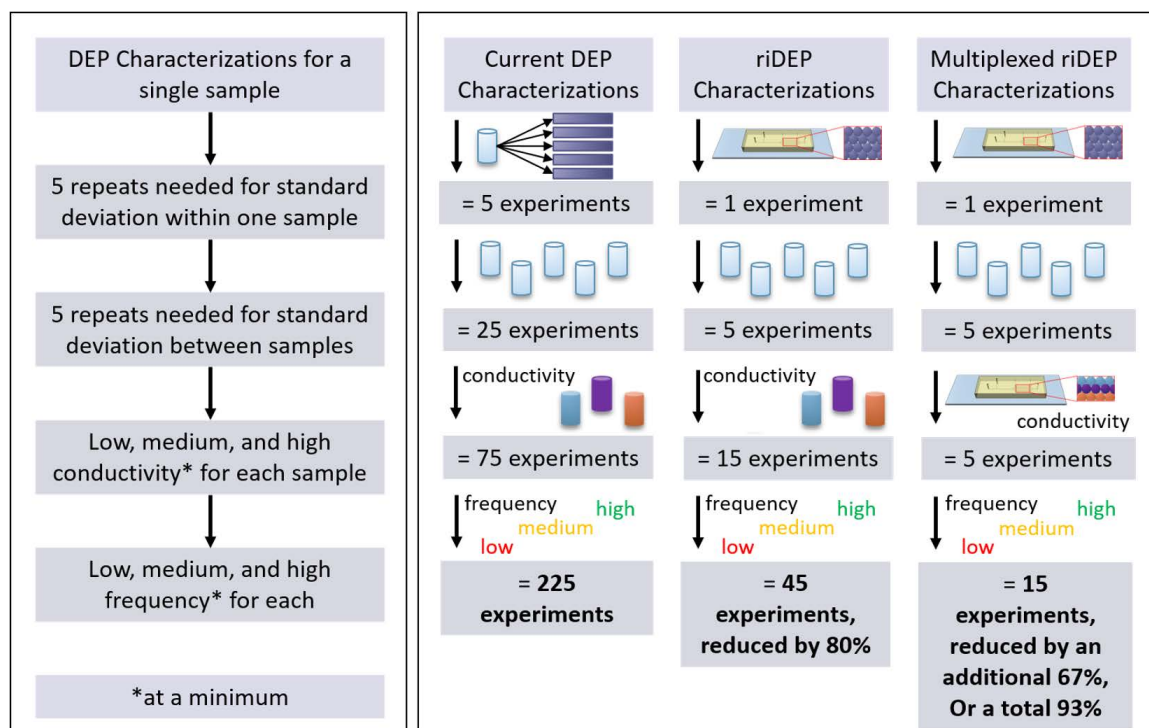 DEP Characterizations for a
single sample
5 repeats needed for standard
deviation within one sample
5 repeats needed for standard
deviation between samples
Low, medium, and high
conductivity* for each sample
Low, medium, and high
frequency* for each
*at a minimum
Current DEP
Characterizations
= 5 experiments
= 25 experiments
conductivity
= 75 experiments
frequency
high
medium
low
= 225
experiments
riDEP
Characterizations
= 1 experiment
= 5 experiments
conductivity
= 15 experiments
frequency
high
medium
low
= 45
experiments,
reduced by 80%
Multiplexed riDEP
Characterizations
= 1 experiment
= 5 experiments
conductivity
= 5 experiments
frequency
high
medium
low
= 15
experiments,
reduced by an
additional 67%,
Or a total 93%